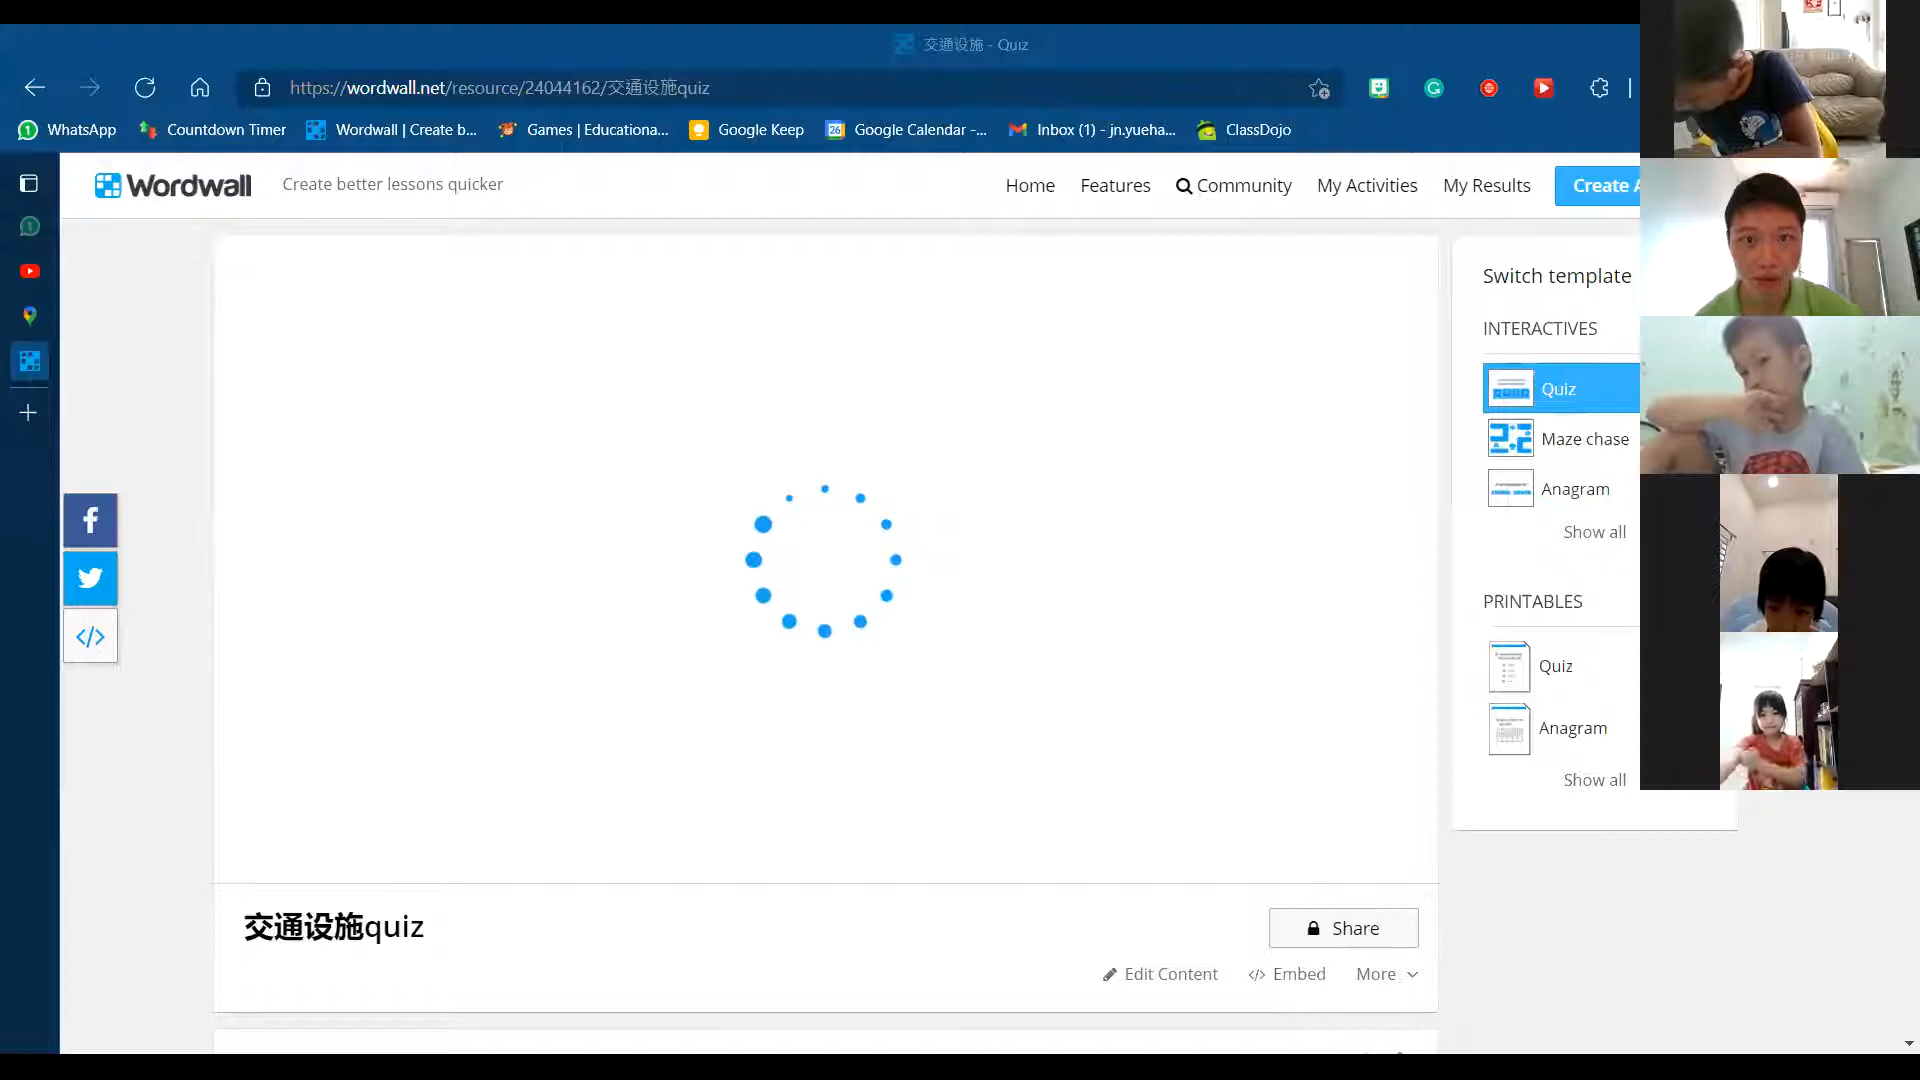 交通设施 - Quiz
https://wordwall.net/resource/24044162/交通设施quiz
WhatsApp
Countdown Timer
Wordwall | Create b...
Games | Educationa...
Google Keep
26
Google Calendar -...
Inbox (1) - jn.yueha...
ClassDojo
Wordwall
Create better lessons quicker
Home
Features
Community
My Activities
My Results
Create A
Switch template
INTERACTIVES
Quiz
Maze chase
Anagram
Show all
PRINTABLES
Quiz
Anagram
Show all
交通设施quiz
Share
Edit Content
Embed
More